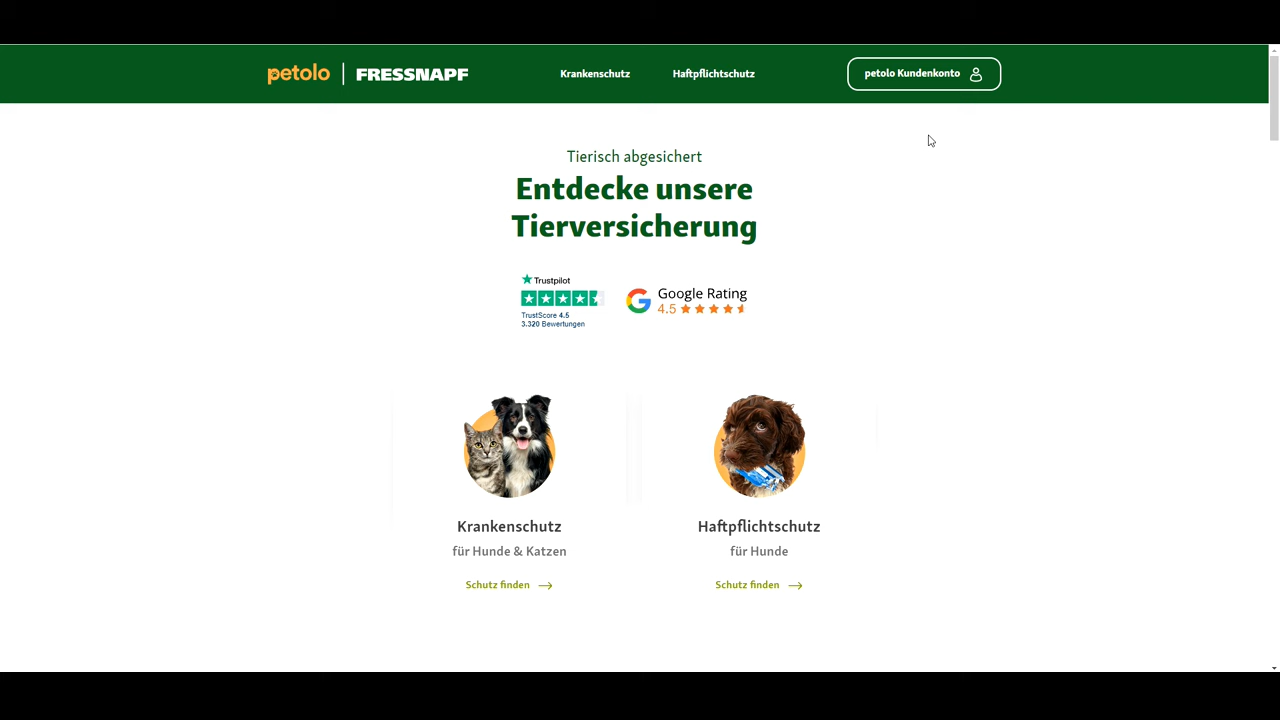 petolo | FRESSNAPF
Krankenschutz
Haftpflichtschutz
petolo Kundenkonto
Tierisch abgesichert
Entdecke unsere
Tierversicherung
Trustpilot
TrustScore 4.5
3.320 Bewertungen
Google Rating
4.5
Krankenschutz
für Hunde & Katzen
Schutz finden
Haftpflichtschutz
für Hunde
Schutz finden